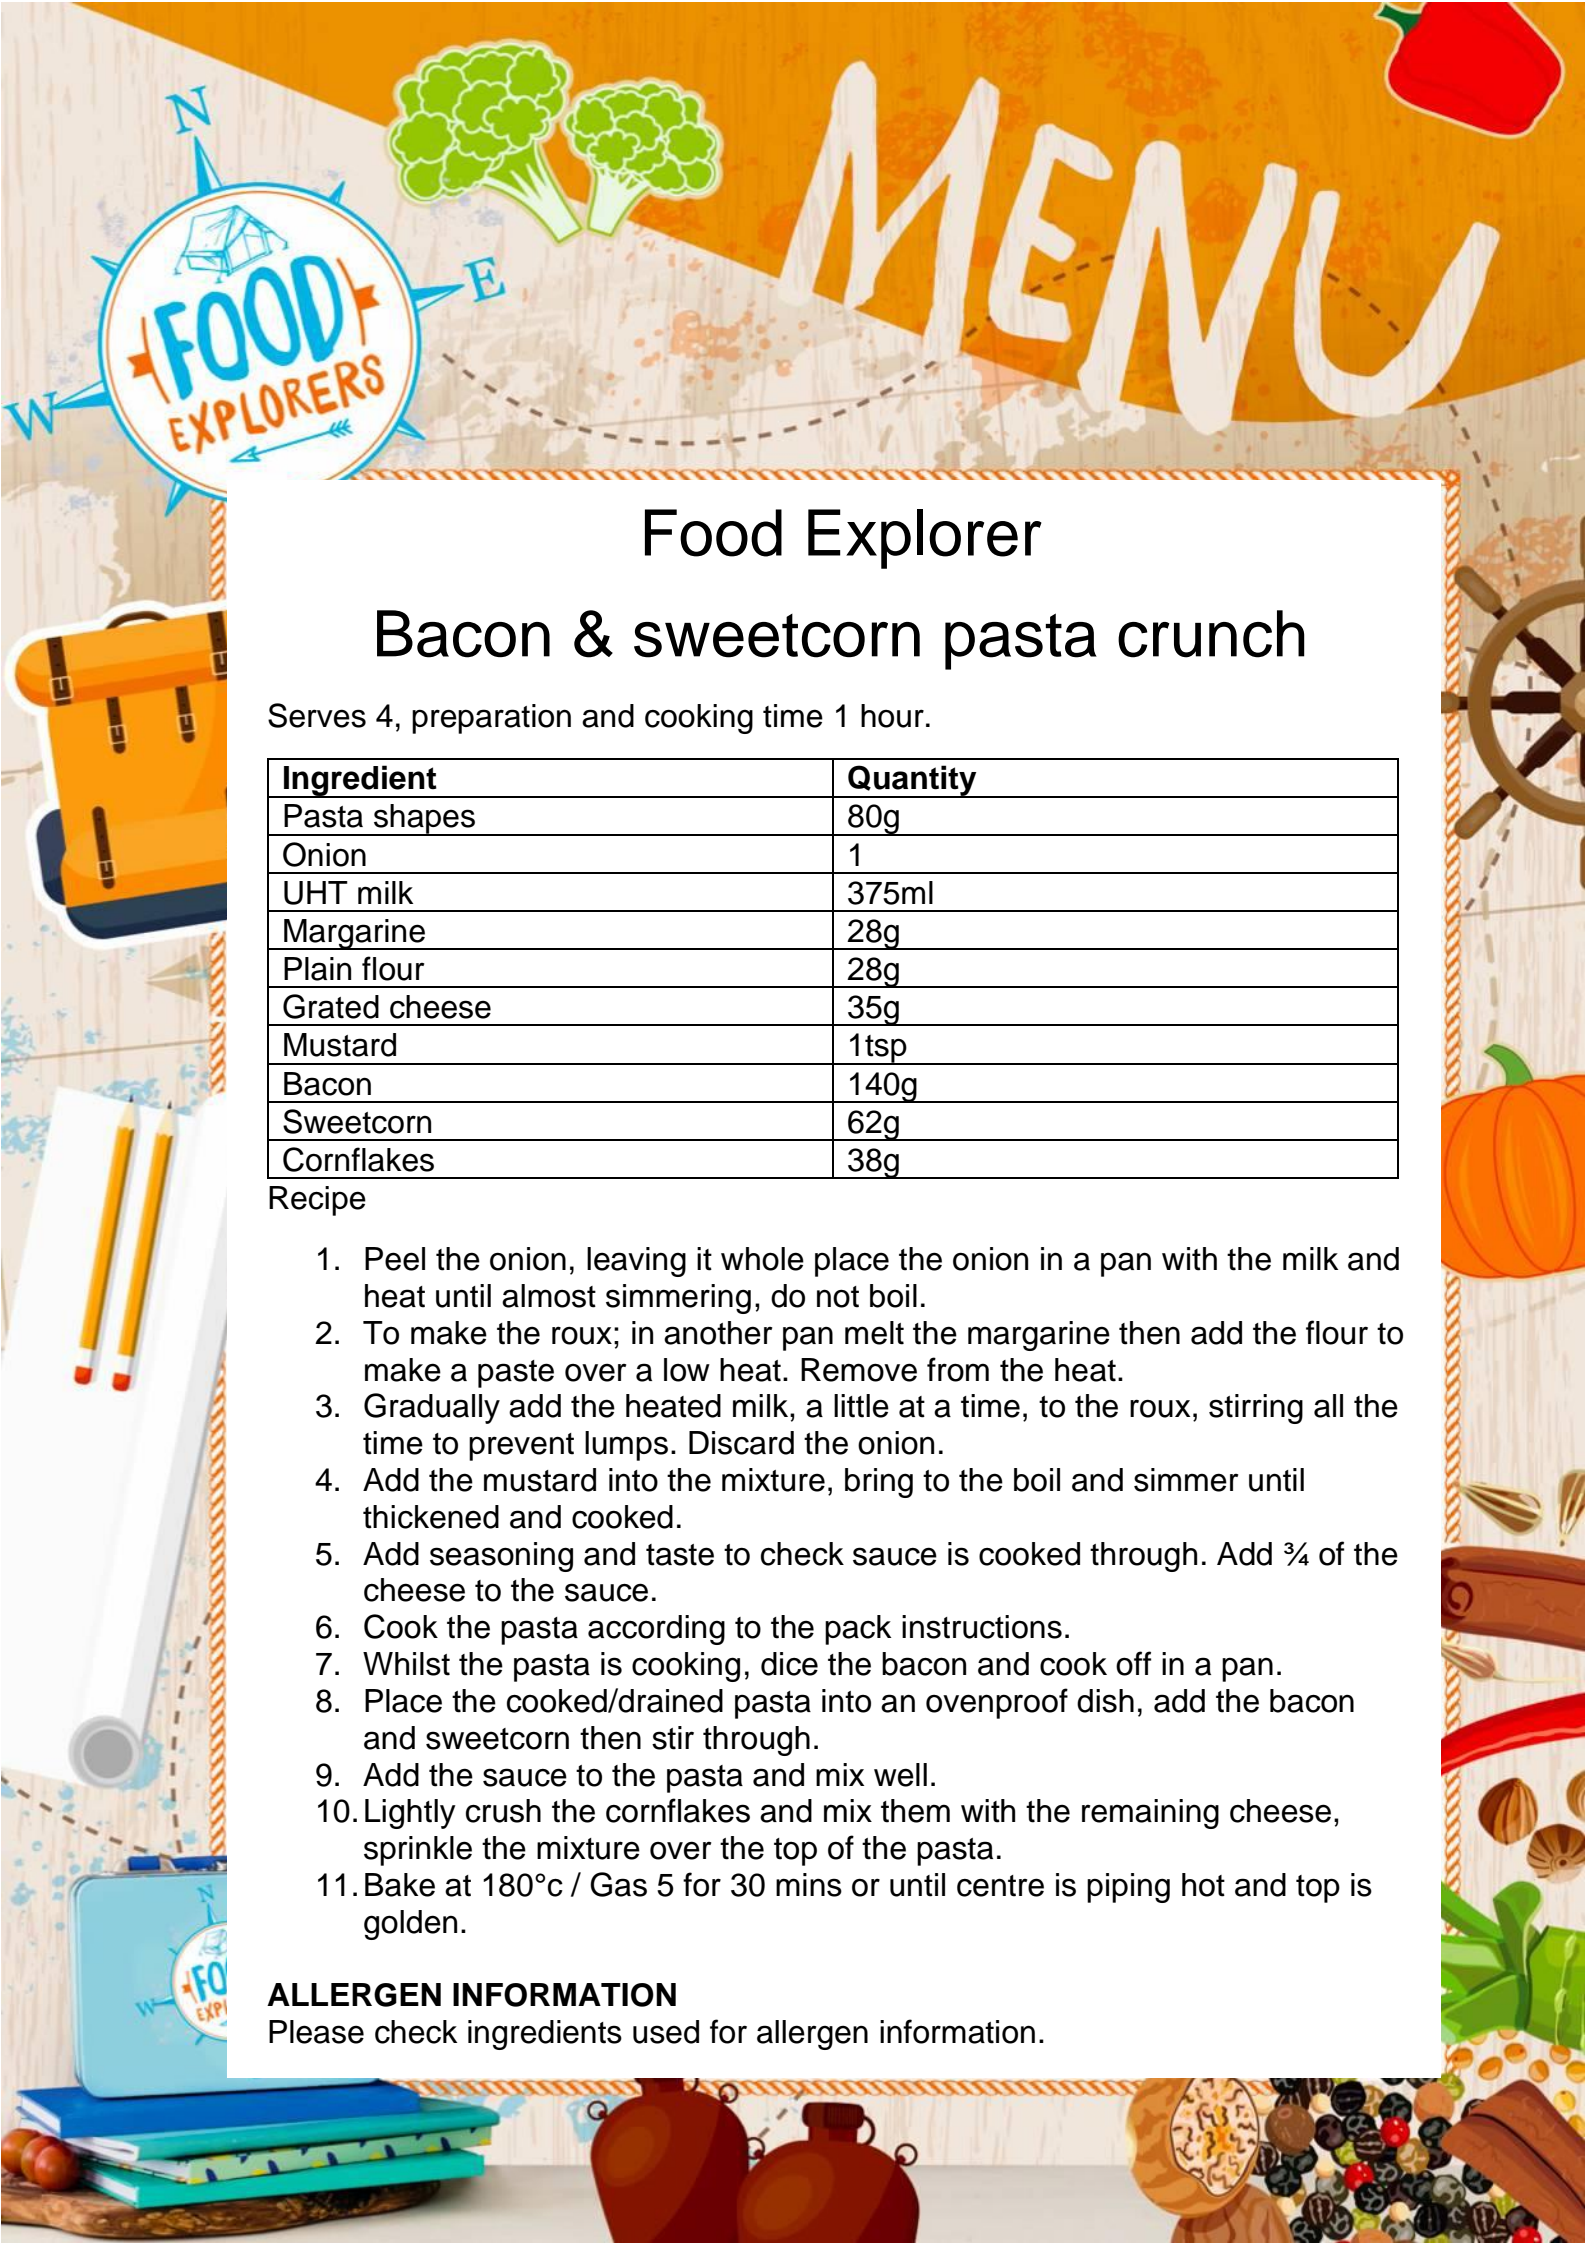 MENU
N
E
W
FOOD
EXPLORERS
Food Explorer
Bacon & sweetcorn pasta crunch
Serves 4, preparation and cooking time 1 hour.
Ingredient Quantity
Pasta shapes 80g
Onion 1
UHT milk 375ml
Margarine 28g
Plain flour 28g
Grated cheese 35g
Mustard 1tsp
Bacon 140g
Sweetcorn 62g
Cornflakes 38g
Recipe
1. Peel the onion, leaving it whole place the onion in a pan with the milk and
heat until almost simmering, do not boil.
2. To make the roux; in another pan melt the margarine then add the flour to
make a paste over a low heat. Remove from the heat.
3. Gradually add the heated milk, a little at a time, to the roux, stirring all the
time to prevent lumps. Discard the onion.
4. Add the mustard into the mixture, bring to the boil and simmer until
thickened and cooked.
5. Add seasoning and taste to check sauce is cooked through. Add ¾ of the
cheese to the sauce.
6. Cook the pasta according to the pack instructions.
7. Whilst the pasta is cooking, dice the bacon and cook off in a pan.
8. Place the cooked/drained pasta into an ovenproof dish, add the bacon
and sweetcorn then stir through.
9. Add the sauce to the pasta and mix well.
10. Lightly crush the cornflakes and mix them with the remaining cheese,
sprinkle the mixture over the top of the pasta.
11. Bake at 180°c / Gas 5 for 30 mins or until centre is piping hot and top is
golden.
N
W
FO
EXP
ALLERGEN INFORMATION
Please check ingredients used for allergen information.